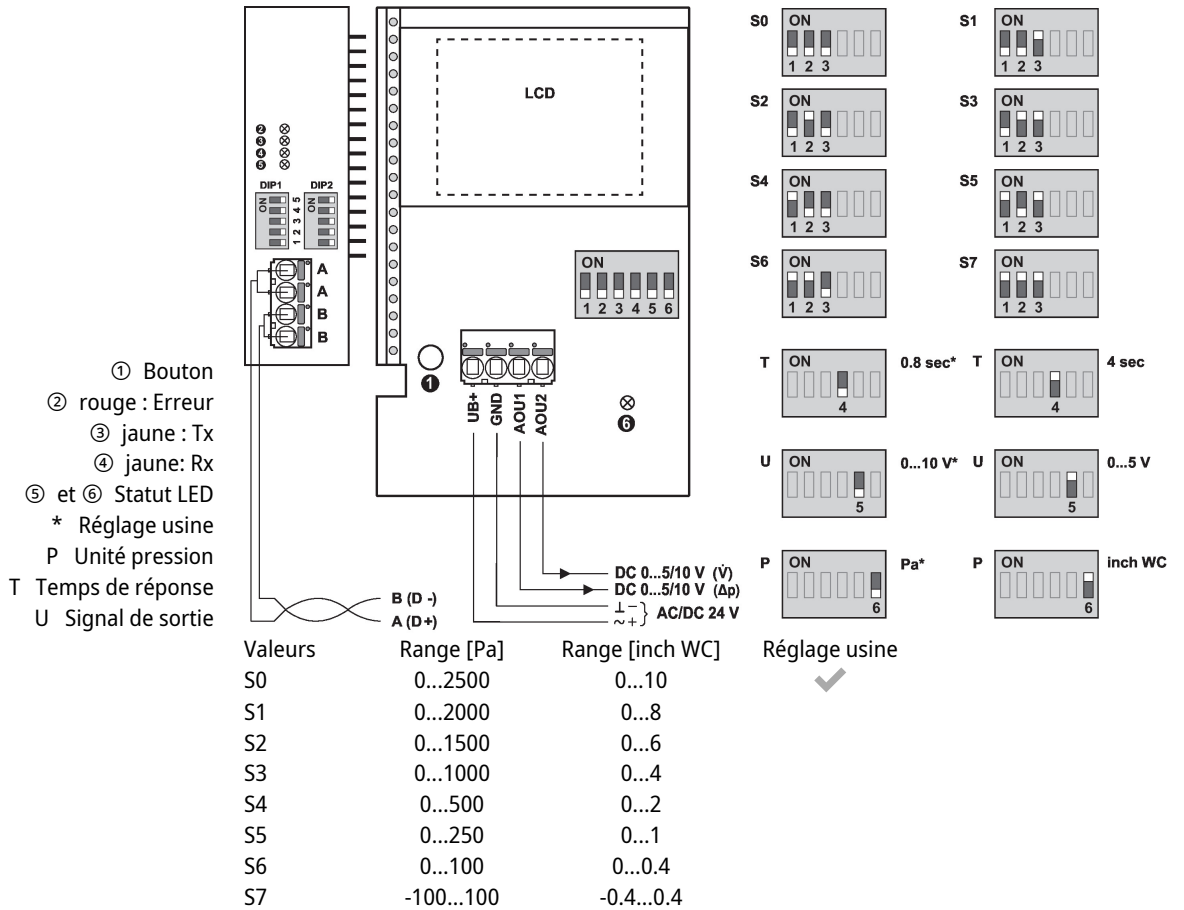 LCD
❷
❸
❹
❺
DIP1 DIP2
ON ON
1 2 3 4 5
A
A
B
B
ON
1 2 3 4 5 6
❶
UB+
GND
AOU1
AOU2
❻
DC 0...5/10 V (V̇)
DC 0...5/10 V (Δp)
⊥ −
~ + } AC/DC 24 V
B (D -)
A (D+)
① Bouton
② rouge : Erreur
③ jaune : Tx
④ jaune: Rx
⑤ et ⑥ Statut LED
* Réglage usine
P Unité pression
T Temps de réponse
U Signal de sortie
S0 ON
1 2 3
S1 ON
1 2 3
S2 ON
1 2 3
S3 ON
1 2 3
S4 ON
1 2 3
S5 ON
1 2 3
S6 ON
1 2 3
S7 ON
1 2 3
T ON 0.8 sec*
4
T ON 4 sec
4
U ON 0...10 V*
5
U ON 0...5 V
5
P ON Pa*
6
P ON inch WC
6
Valeurs Range [Pa] Range [inch WC] Réglage usine
S0 0...2500 0...10 ✔
S1 0...2000 0...8
S2 0...1500 0...6
S3 0...1000 0...4
S4 0...500 0...2
S5 0...250 0...1
S6 0...100 0...0.4
S7 -100...100 -0.4...0.4